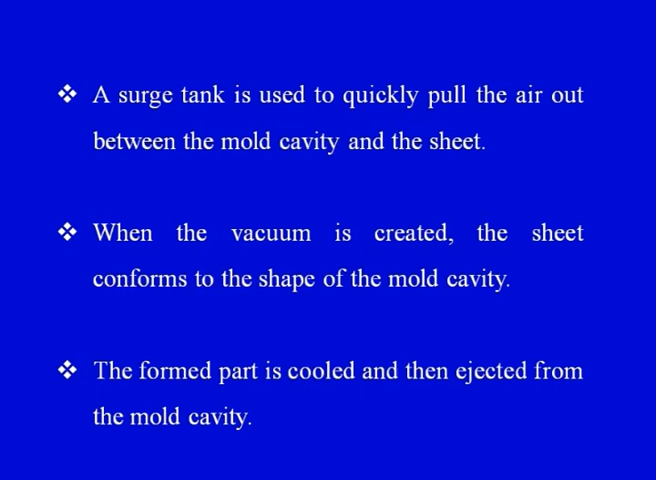 ❖ A surge tank is used to quickly pull the air out
between the mold cavity and the sheet.
❖ When the vacuum is created, the sheet
conforms to the shape of the mold cavity.
❖ The formed part is cooled and then ejected from
the mold cavity.